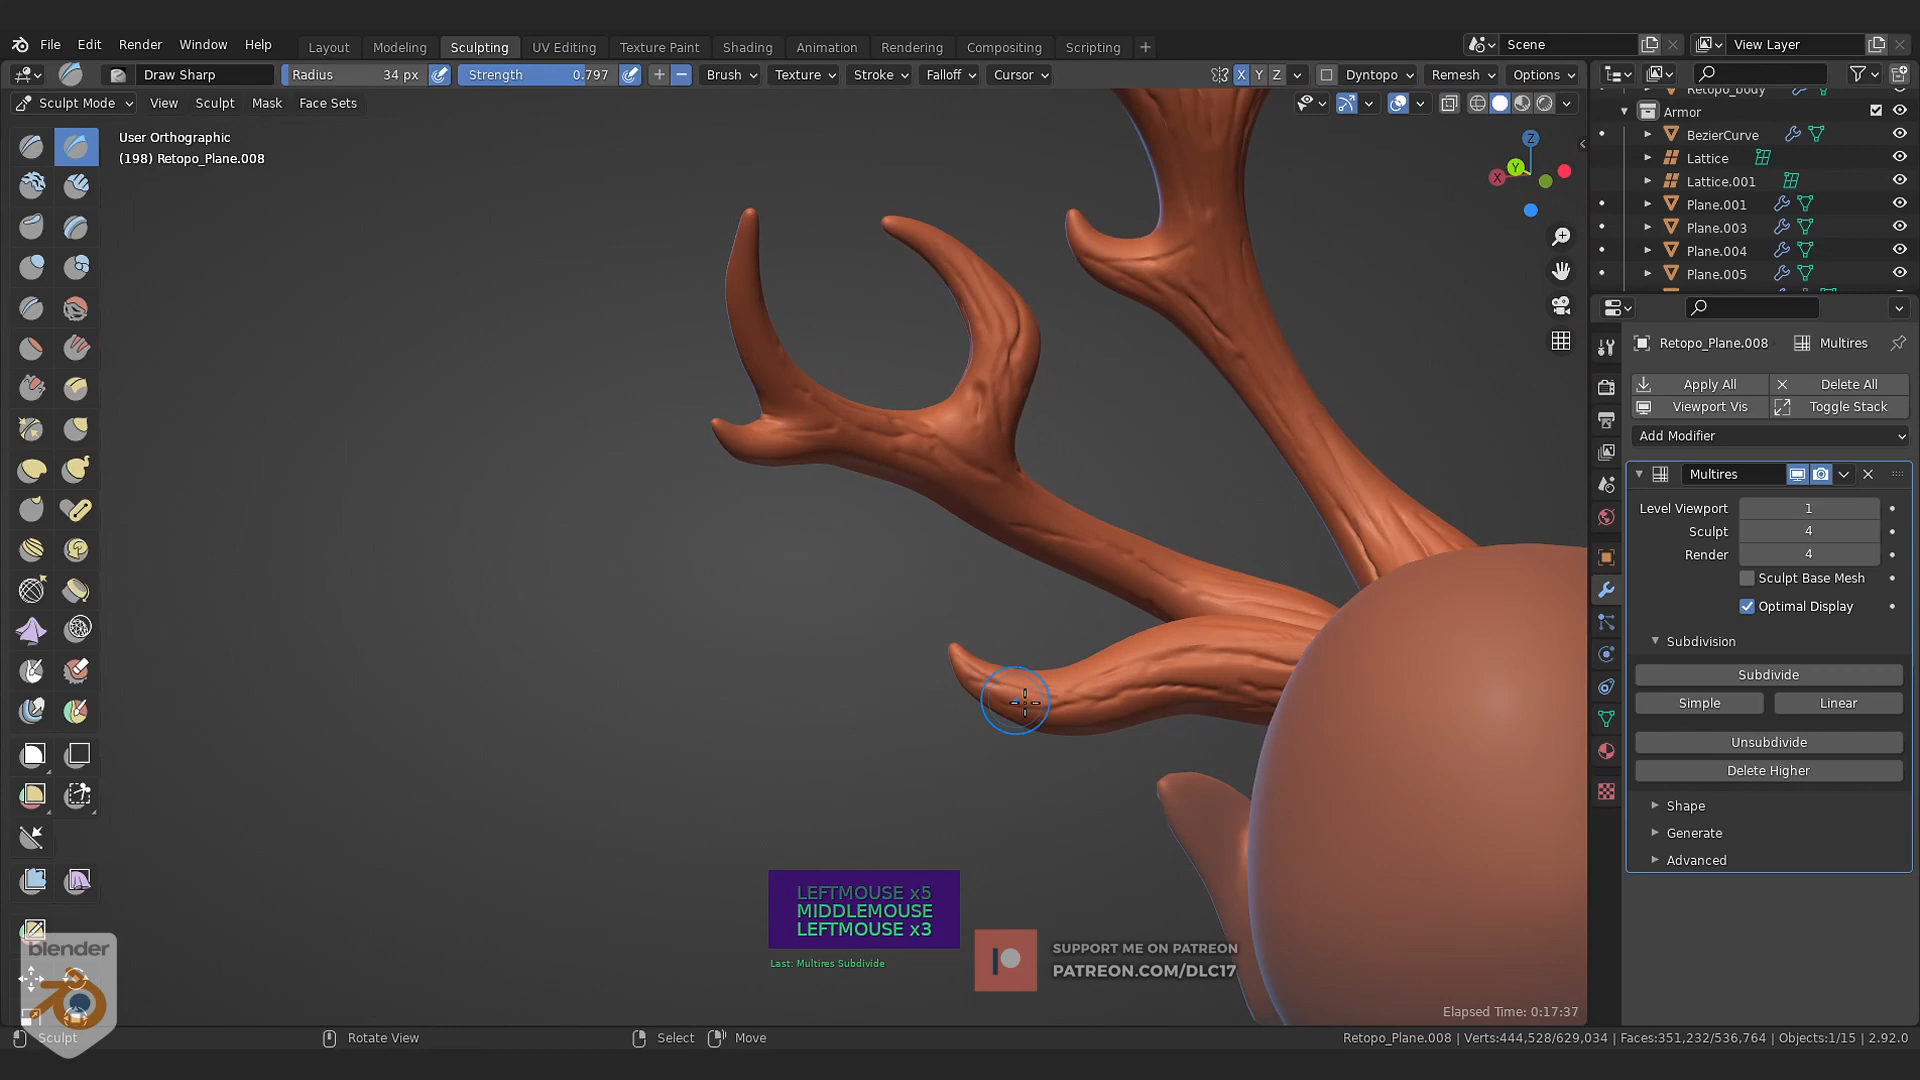 File Edit Render Window Help
Layout Modeling Sculpting UV Editing Texture Paint Shading Animation Rendering Compositing Scripting +
Scene
View Layer
Draw Sharp Radius 34 px Strength 0.797 Brush Texture Stroke Falloff Cursor X Y Z Dyntopo Remesh Options
Sculpt Mode View Sculpt Mask Face Sets
User Orthographic
(198) Retopo_Plane.008
Z
Y
X
Retopo_body
Armor
BezierCurve
Lattice
Lattice.001
Plane.001
Plane.003
Plane.004
Plane.005
Retopo_Plane.008 Multires
Apply All Delete All
Viewport Vis Toggle Stack
Add Modifier
Multires
Level Viewport 1
Sculpt 4
Render 4
Sculpt Base Mesh
Optimal Display
Subdivision
Subdivide
Simple Linear
Unsubdivide
Delete Higher
Shape
Generate
Advanced
LEFTMOUSE x5
MIDDLEMOUSE
LEFTMOUSE x3
Last: Multires Subdivide
SUPPORT ME ON PATREON
PATREON.COM/DLC17
blender
Elapsed Time: 0:17:37
Sculpt Rotate View Select Move
Retopo_Plane.008 | Verts:444,528/629,034 | Faces:351,232/536,764 | Objects:1/15 | 2.92.0